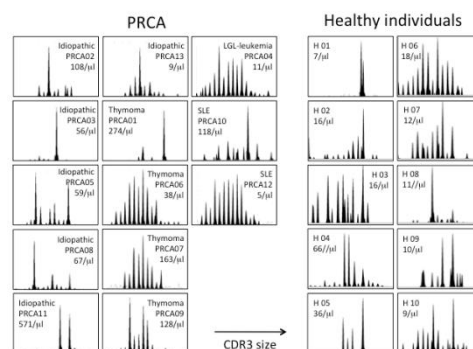 PRCA
Healthy individuals
Idiopathic
PRCA02
108/µl
Idiopathic
PRCA13
9/µl
LGL-leukemia
PRCA04
11/µl
Idiopathic
PRCA03
56/µl
Thymoma
PRCA01
274/µl
SLE
PRCA10
118/µl
Idiopathic
PRCA05
59/µl
Thymoma
PRCA06
38/µl
SLE
PRCA12
5/µl
Idiopathic
PRCA08
67/µl
Thymoma
PRCA07
163/µl
Idiopathic
PRCA11
571/µl
Thymoma
PRCA09
128/µl
CDR3 size
H 01
7/µl
H 06
18/µl
H 02
16/µl
H 07
12/µl
H 03
16/µl
H 08
11//µl
H 04
66//µl
H 09
10/µl
H 05
36/µl
H 10
9/µl